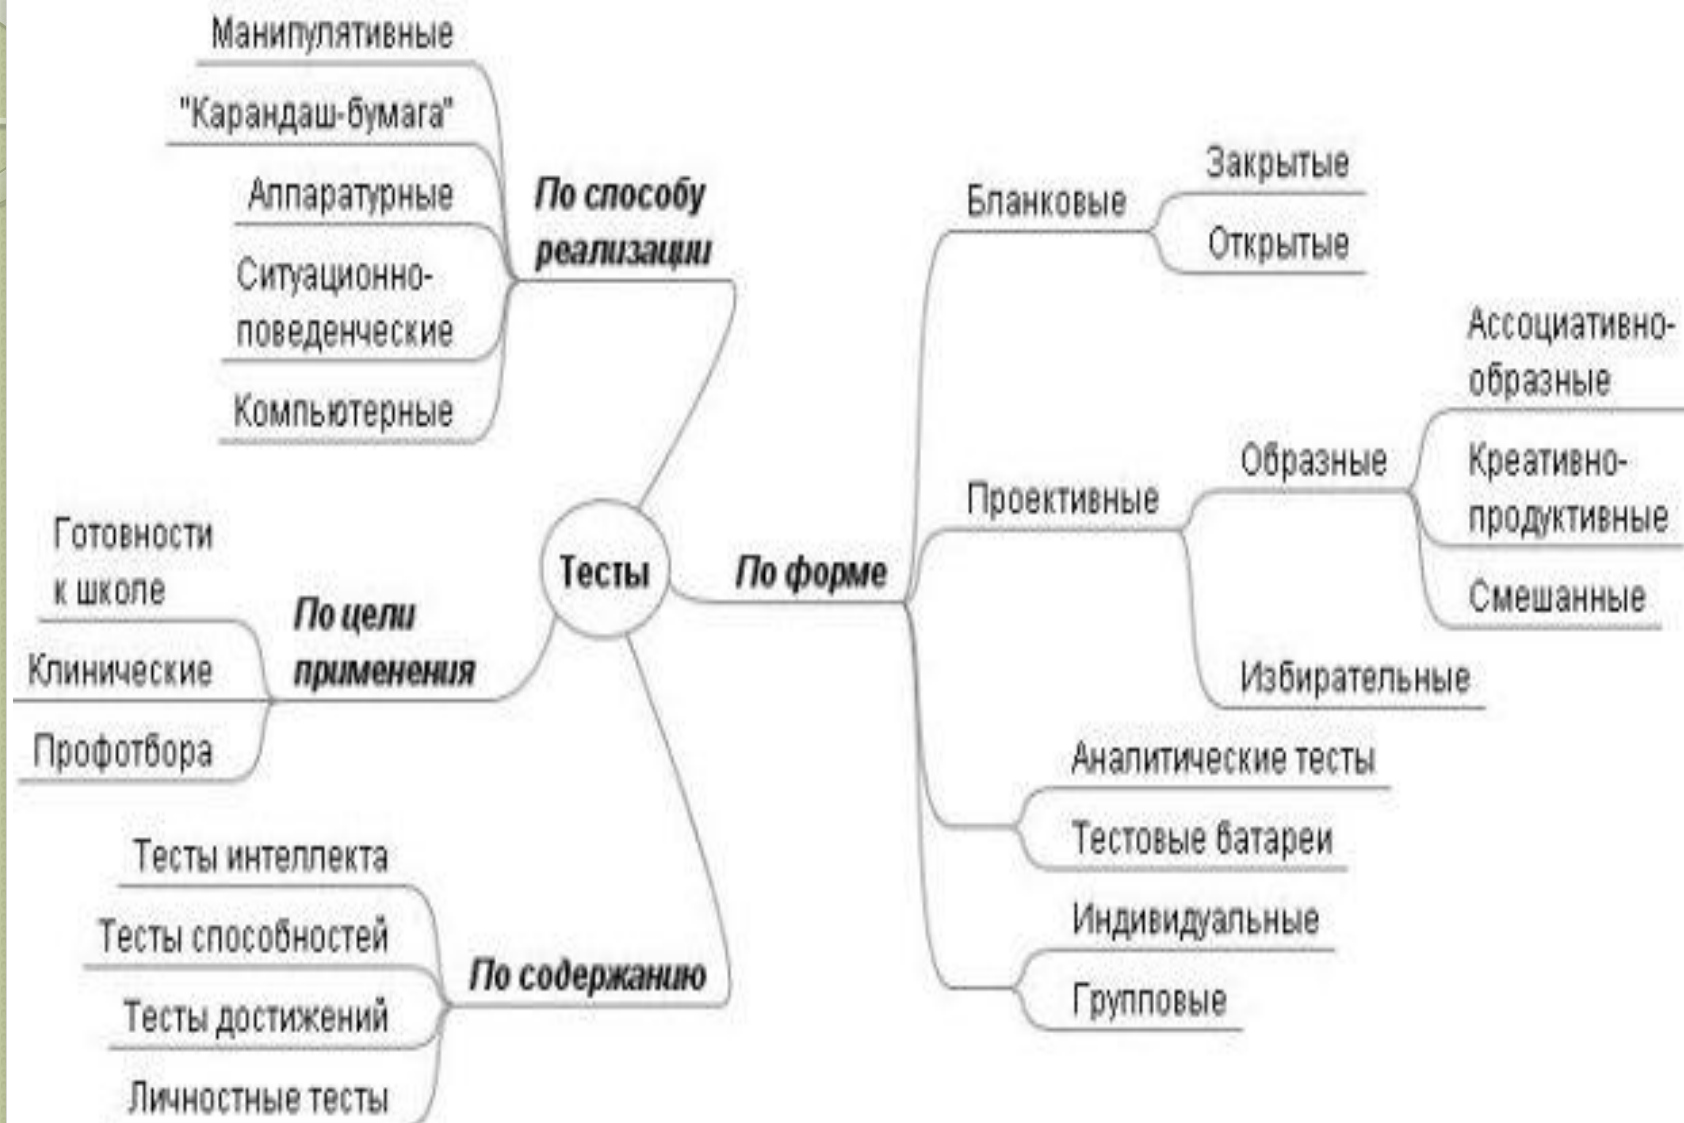 Манипулятивные
"Карандаш-бумага"
Аппаратурные
Ситуационно-
поведенческие
Компьютерные
По способу
реализации
Готовности
к школе
Клинические
Профотбора
По цели
применения
Тесты интеллекта
Тесты способностей
Тесты достижений
Личностные тесты
По содержанию
Тесты
По форме
Бланковые
Закрытые
Открытые
Проективные
Образные
Ассоциативно-
образные
Креативно-
продуктивные
Смешанные
Избирательные
Аналитические тесты
Тестовые батареи
Индивидуальные
Групповые